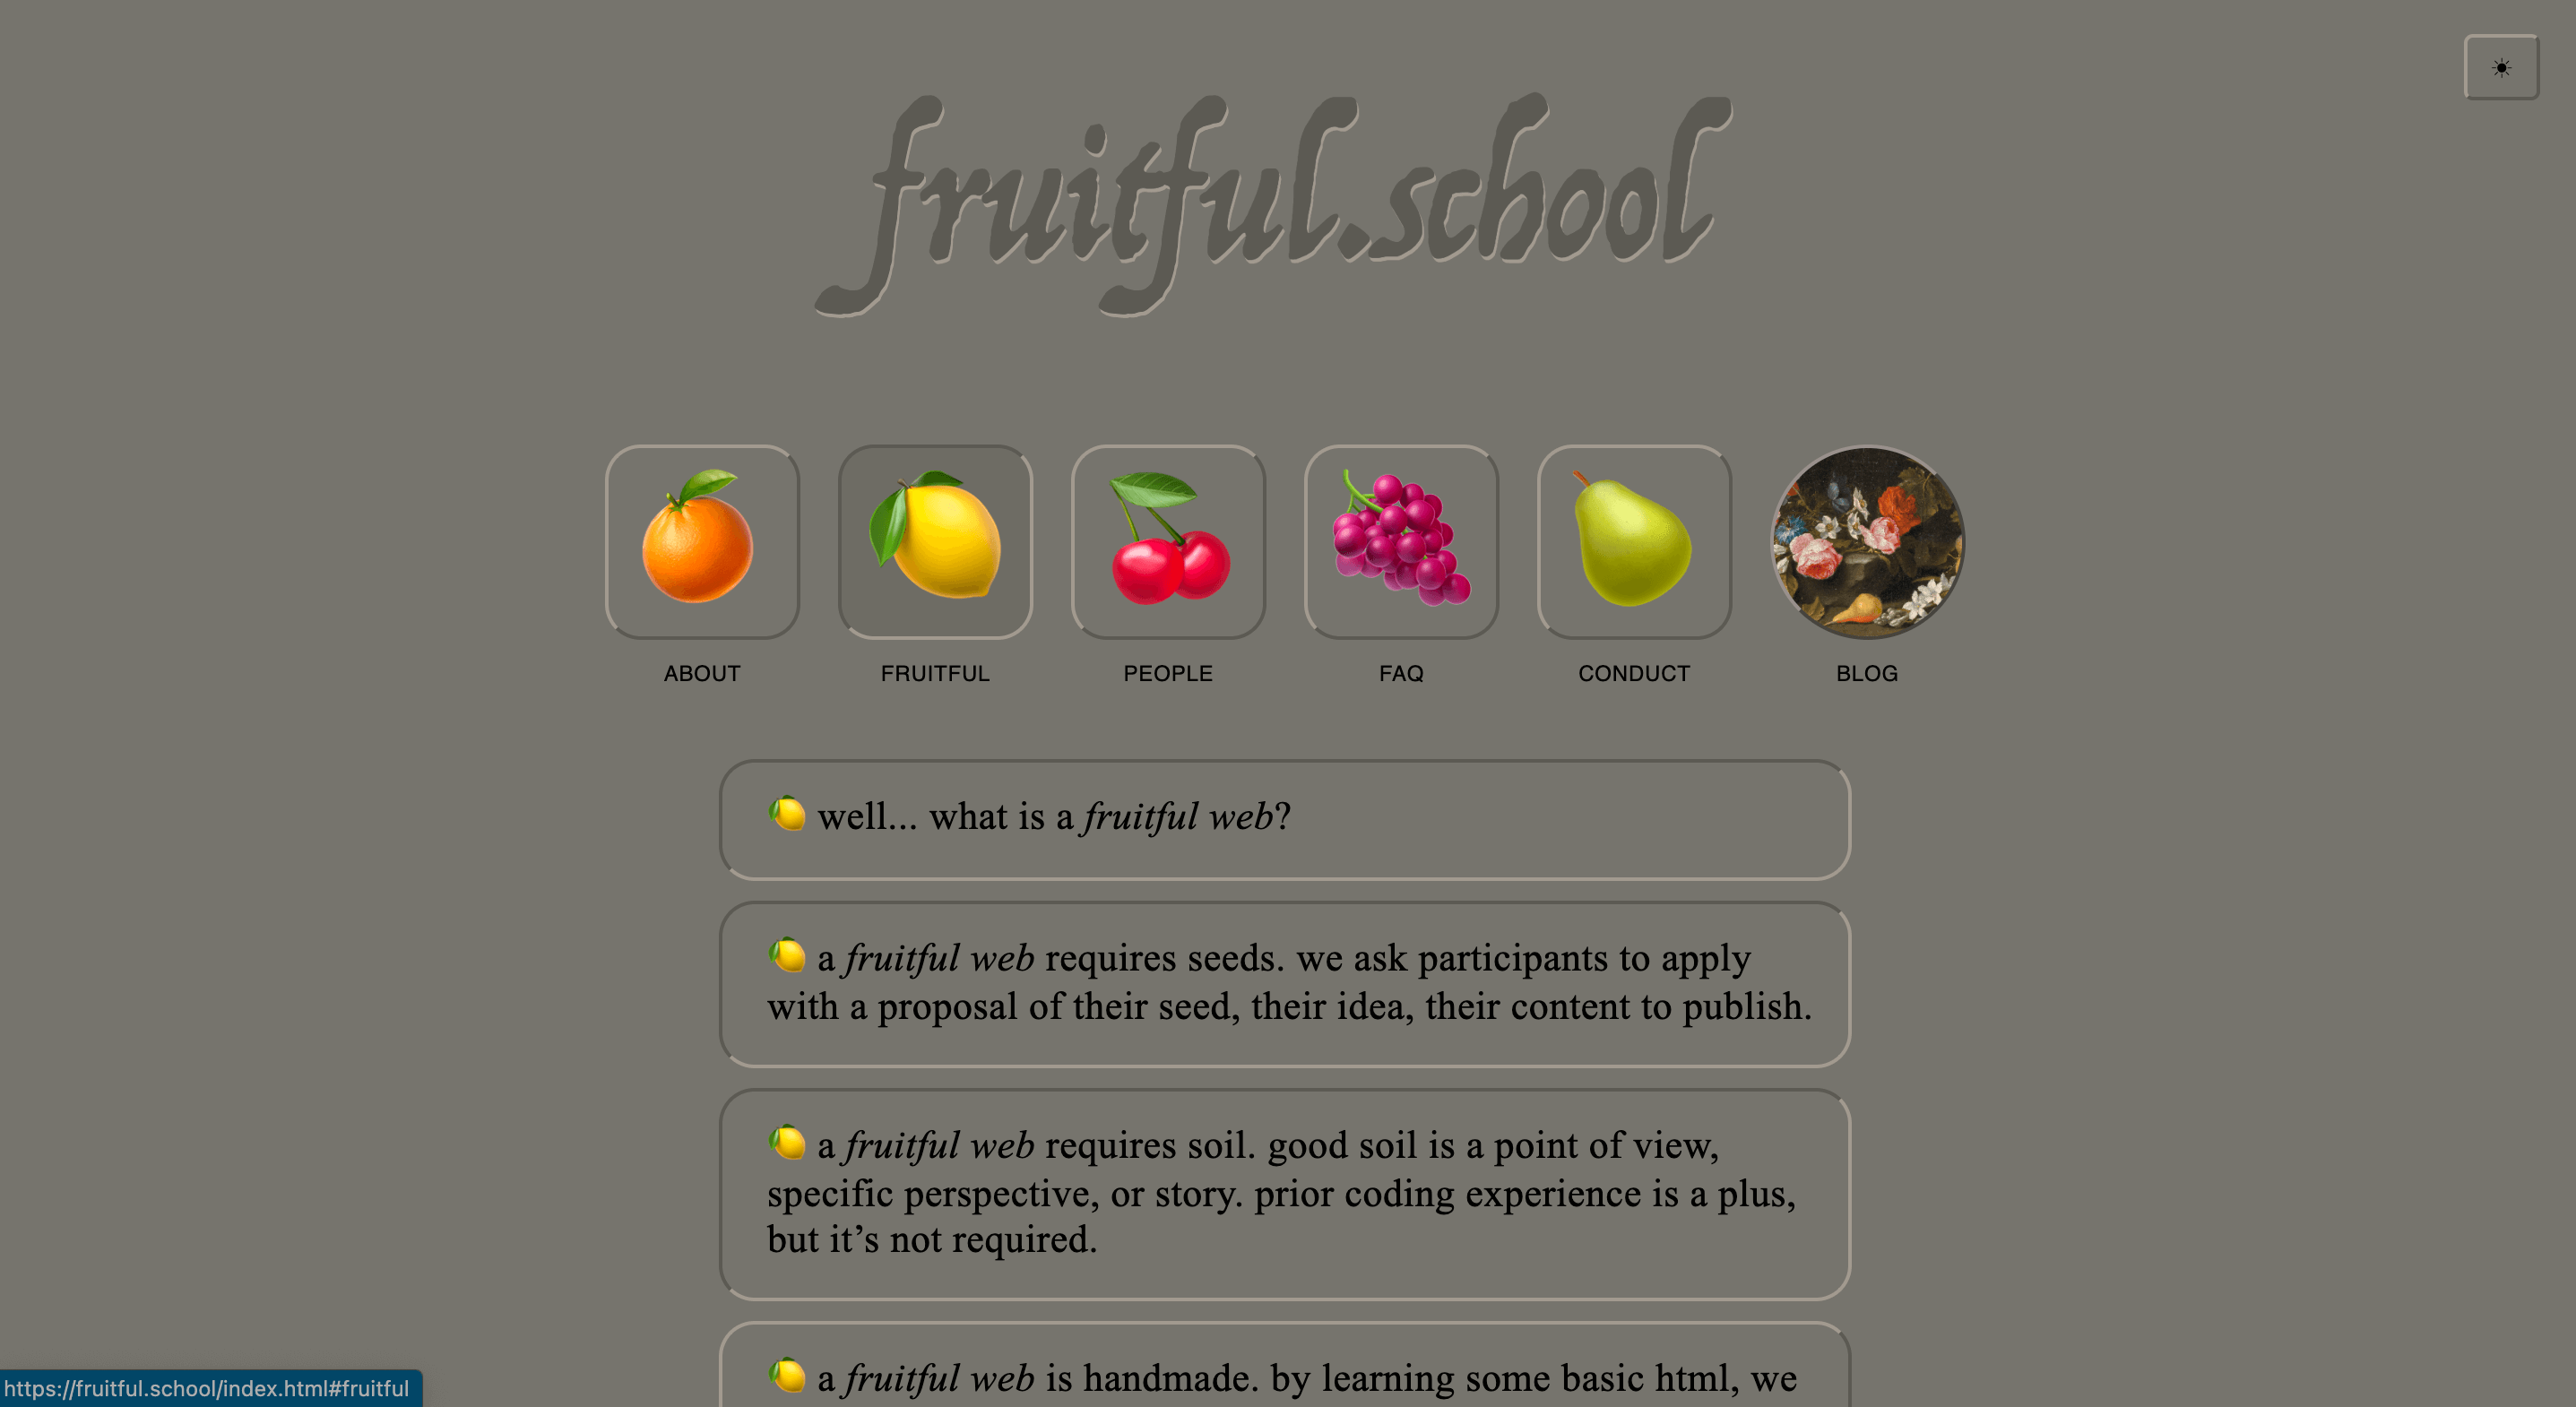 fruitful.school
ABOUT
FRUITFUL
PEOPLE
FAQ
CONDUCT
BLOG
well... what is a fruitful web?
a fruitful web requires seeds. we ask participants to apply
with a proposal of their seed, their idea, their content to publish.
a fruitful web requires soil. good soil is a point of view,
specific perspective, or story. prior coding experience is a plus,
but it’s not required.
a fruitful web is handmade. by learning some basic html, we
https://fruitful.school/index.html#fruitful